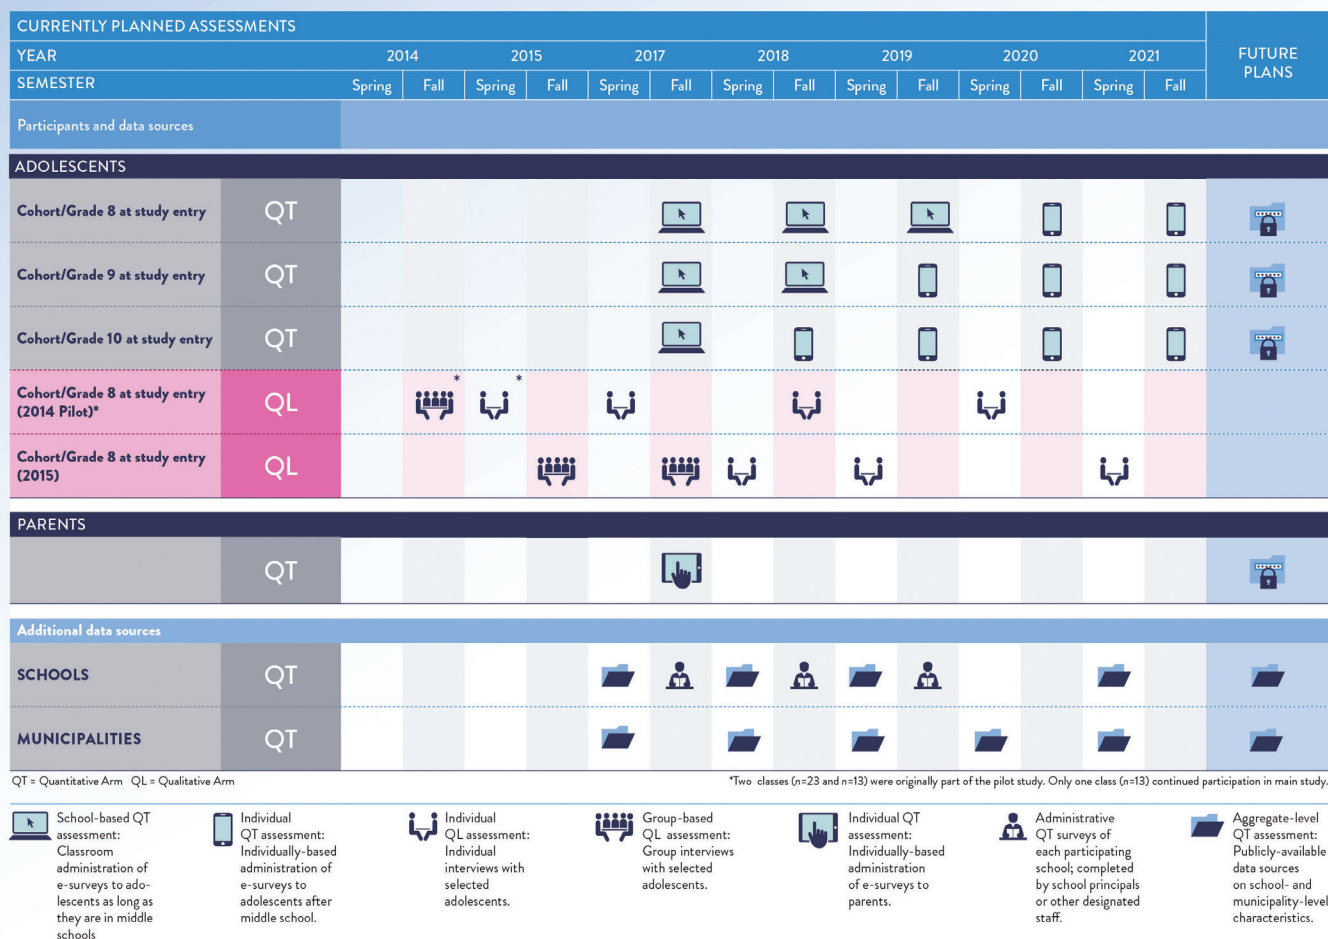 CURRENTLY PLANNED ASSESSMENTS
YEAR 2014 2015 2017 2018 2019 2020 2021
FUTURE PLANS
SEMESTER Spring Fall Spring Fall Spring Fall Spring Fall Spring Fall Spring Fall Spring Fall
Participants and data sources
ADOLESCENTS
Cohort/Grade 8 at study entry QT
Cohort/Grade 9 at study entry QT
Cohort/Grade 10 at study entry QT
* *
Cohort/Grade 8 at study entry
(2014 Pilot)* QL
Cohort/Grade 8 at study entry
(2015) QL
PARENTS
QT
Additional data sources
SCHOOLS QT
MUNICIPALITIES QT
QT = Quantitative Arm QL = Qualitative Arm
*Two classes (n=23 and n=13) were originally part of the pilot study. Only one class (n=13) continued participation in main study.
School-based QT
assessment:
Classroom
administration of
e-surveys to ado-
lescents as long as
they are in middle
schools
Individual
QT assessment:
Individually-based
administration of
e-surveys to
adolescents after
middle school.
Individual
QL assessment:
Individual
interviews with
selected
adolescents.
Group-based
QL assessment:
Group interviews
with selected
adolescents.
Individual QT
assessment:
Individually-based
administration
of e-surveys to
parents.
Administrative
QT surveys of
each participating
school; completed
by school principals
or other designated
staff.
Aggregate-level
QT assessment:
Publicly-available
data sources
on school- and
municipality-level
characteristics.